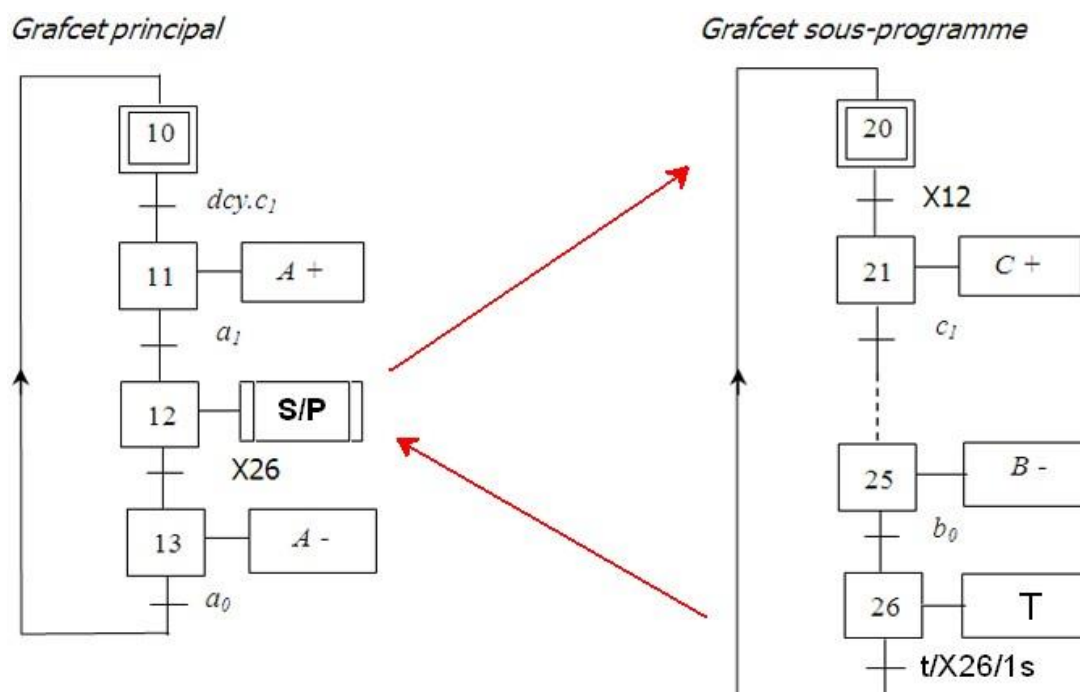 Grafcet principal
10
dcy.c₁
11
A +
a₁
12
S/P
X26
13
A -
a₀
Grafcet sous-programme
20
X12
21
C +
c₁
25
B -
b₀
26
T
t/X26/1s